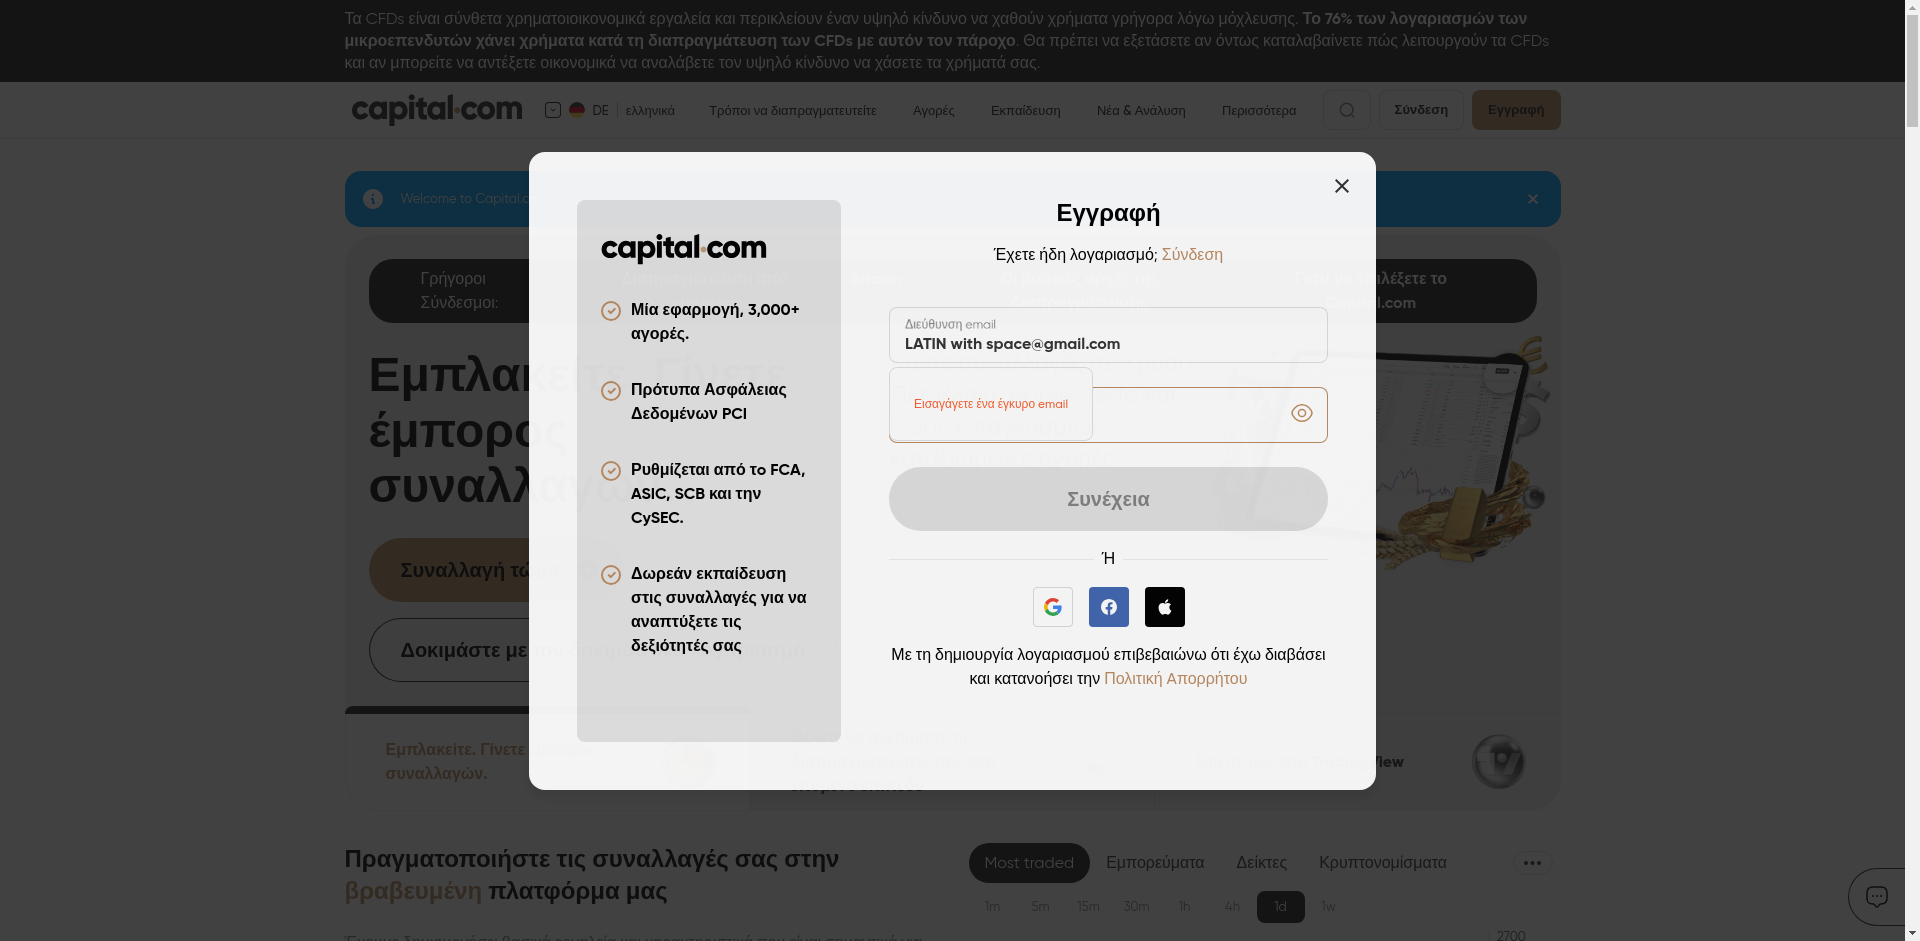 Τα CFDs είναι σύνθετα χρηματοοικονομικά εργαλεία και περικλείουν έναν υψηλό κίνδυνο να χαθούν χρήματα γρήγορα λόγω μόχλευσης. Το 76% των λογαριασμών των
μικροεπενδυτών χάνει χρήματα κατά τη διαπραγμάτευση των CFDs με αυτόν τον πάροχο. Θα πρέπει να εξετάσετε αν όντως καταλαβαίνετε πώς λειτουργούν τα CFDs
και αν μπορείτε να αντέξετε οικονομικά να αναλάβετε τον υψηλό κίνδυνο να χάσετε τα χρήματά σας.
capital.com DE ελληνικά Τρόποι να διαπραγματευτείτε Αγορές Εκπαίδευση Νέα & Ανάλυση Περισσότερα Σύνδεση Εγγραφή
Welcome to Capital.c
Γρήγοροι
Σύνδεσμοι:
Εμπλακείτε. Γίνετε
έμπορος
συναλλαγών
Συναλλαγή τώρα
Δοκιμάστε με
Εμπλακείτε. Γίνετε
συναλλαγών.
capital.com
Μία εφαρμογή, 3,000+
αγορές.
Πρότυπα Ασφάλειας
Δεδομένων PCI
Ρυθμίζεται από το FCA,
ASIC, SCB και την
CySEC.
Δωρεάν εκπαίδευση
στις συναλλαγές για να
αναπτύξετε τις
δεξιότητές σας
Εγγραφή
Έχετε ήδη λογαριασμό; Σύνδεση
Διεύθυνση email
LATIN with space@gmail.com
Εισαγάγετε ένα έγκυρο email
Συνέχεια
Ή
Με τη δημιουργία λογαριασμού επιβεβαιώνω ότι έχω διαβάσει
και κατανοήσει την Πολιτική Απορρήτου
επιλέξετε το
Capital.com
View
Πραγματοποιήστε τις συναλλαγές σας στην
βραβευμένη πλατφόρμα μας
Most traded Εμπορεύματα Δείκτες Κρυπτονομίσματα
1m 5m 15m 30m 1h 4h 1d 1w
2700